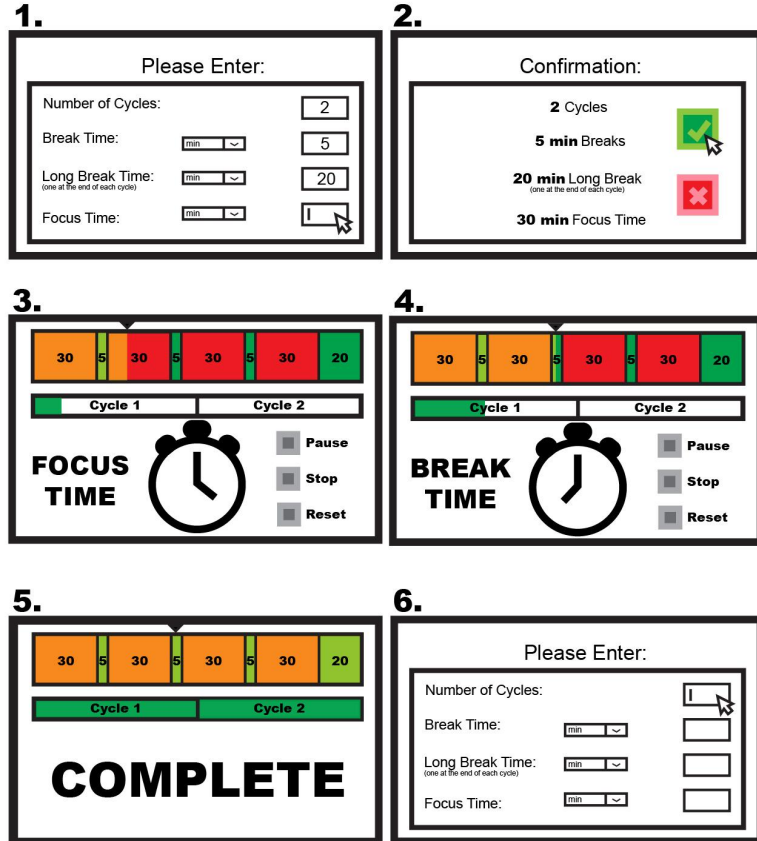 1.
Please Enter:
Number of Cycles: 2
Break Time: min 5
Long Break Time: min 20
(one at the end of each cycle)
Focus Time: min
2.
Confirmation:
2 Cycles
5 min Breaks
20 min Long Break
(one at the end of each cycle)
30 min Focus Time
3.
30 5 30 5 30 5 30 20
Cycle 1 Cycle 2
FOCUS
TIME
Pause
Stop
Reset
4.
30 5 30 5 30 5 30 20
Cycle 1 Cycle 2
BREAK
TIME
Pause
Stop
Reset
5.
30 5 30 5 30 5 30 20
Cycle 1 Cycle 2
COMPLETE
6.
Please Enter:
Number of Cycles:
Break Time: min
Long Break Time: min
(one at the end of each cycle)
Focus Time: min